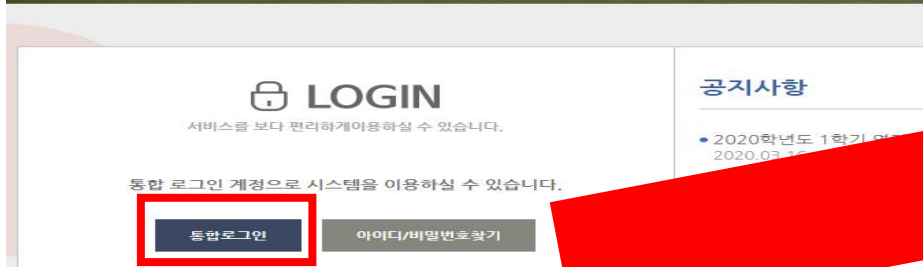 LOGIN
서비스를 보다 편리하게이용하실 수 있습니다.
통합 로그인 계정으로 시스템을 이용하실 수 있습니다.
통합로그인
아이디/비밀번호찾기
공지사항
2020학년도 1학기
2020.03